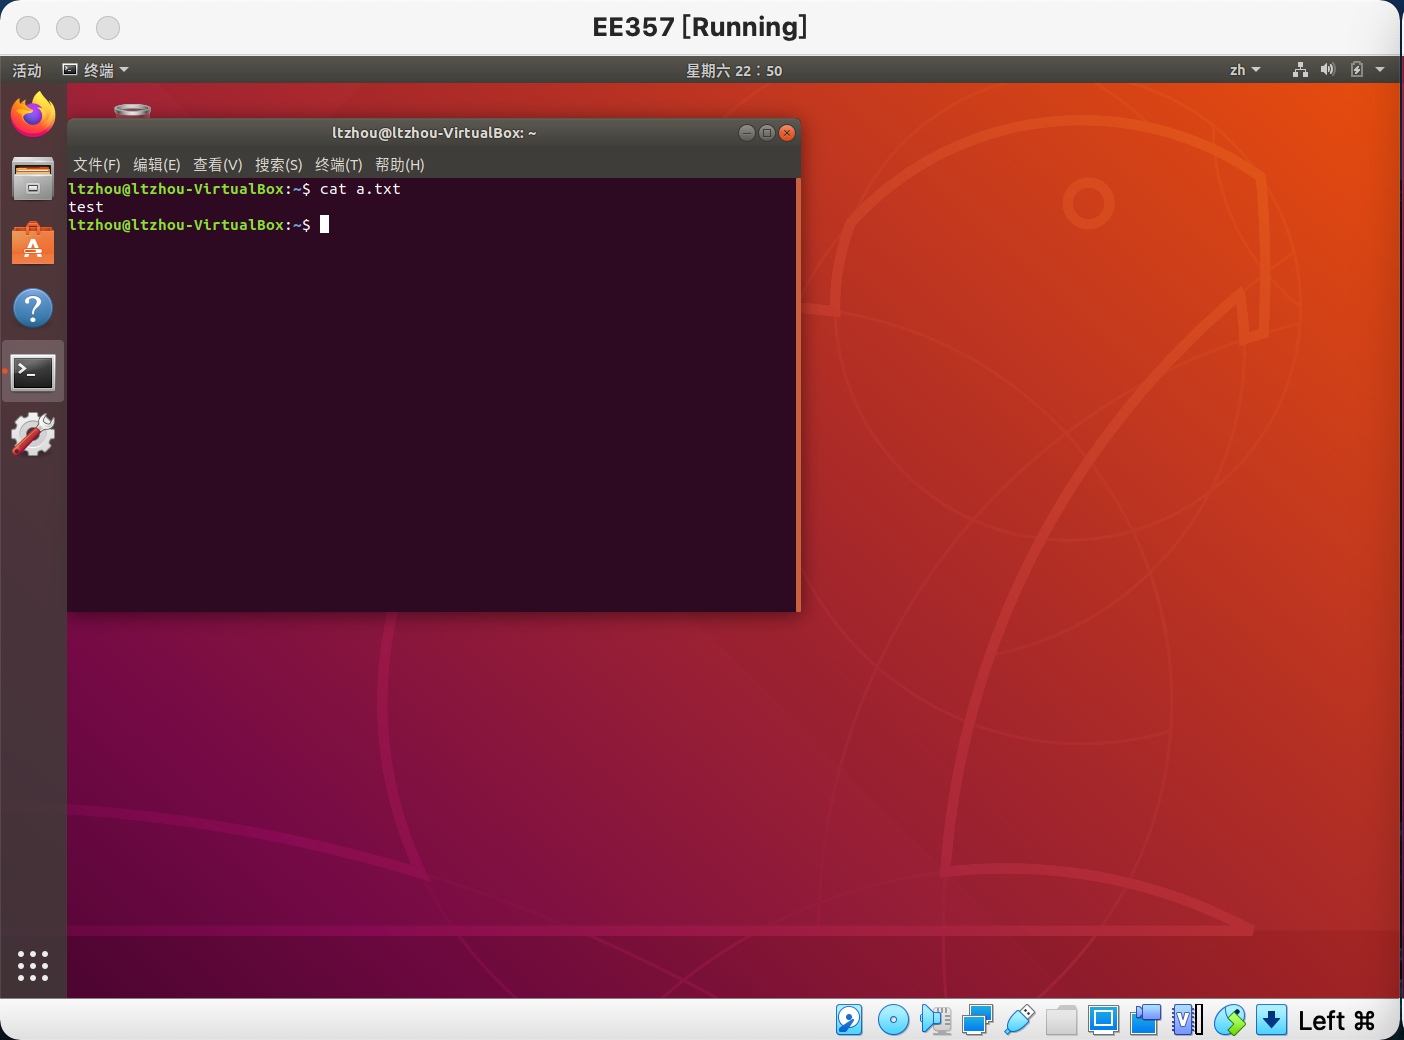 EE357 [Running]
活动 终端 星期六 22：50 zh
ltzhou@ltzhou-VirtualBox: ~
文件(F) 编辑(E) 查看(V) 搜索(S) 终端(T) 帮助(H)
ltzhou@ltzhou-VirtualBox:~$ cat a.txt
test
ltzhou@ltzhou-VirtualBox:~$
Left ⌘